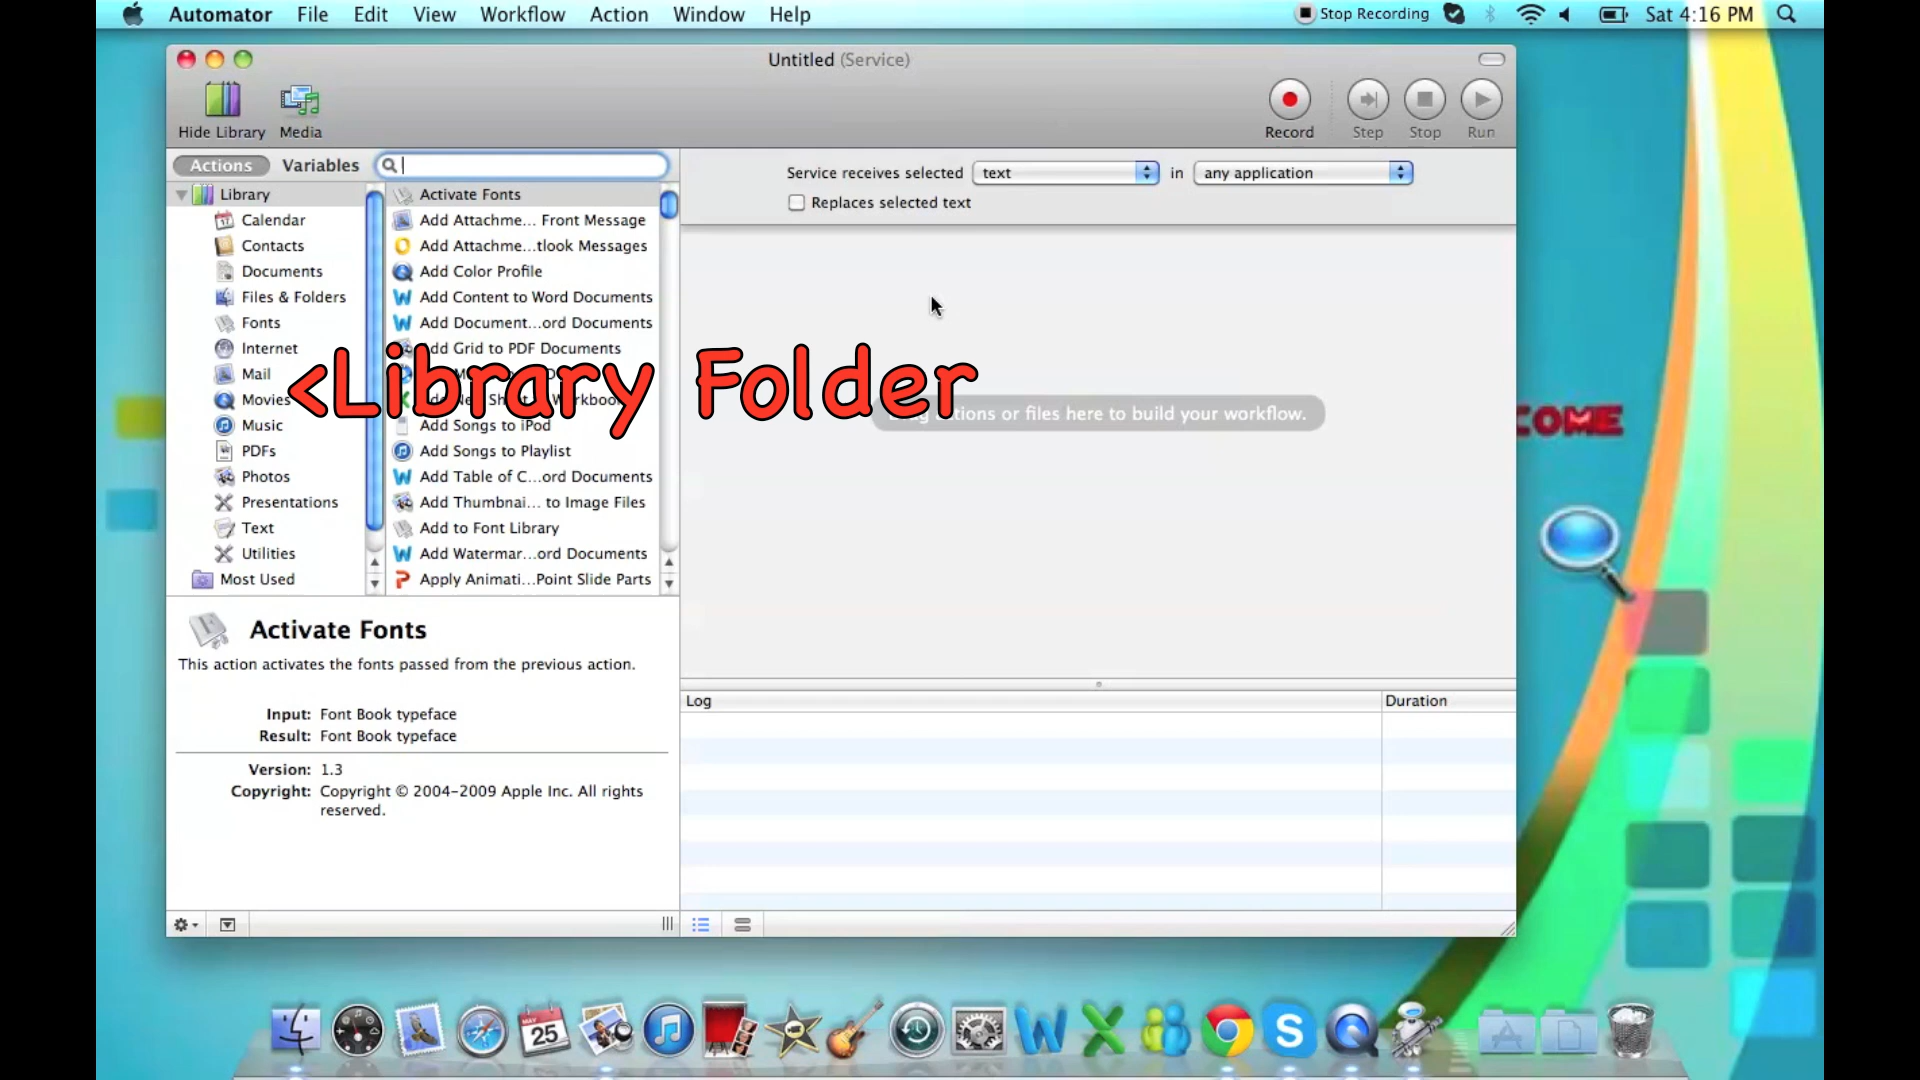 Automator File Edit View Workflow Action Window Help
Stop Recording Sat 4:16 PM
Untitled (Service)
Hide Library Media
Record Step Stop Run
Actions Variables
Service receives selected text in any application
Replaces selected text
Library
Calendar
Contacts
Documents
Files & Folders
Fonts
Internet
Mail
Movies
Music
PDFs
Photos
Presentations
Text
Utilities
Most Used
Activate Fonts
Add Attachme... Front Message
Add Attachme...tlook Messages
Add Color Profile
Add Content to Word Documents
Add Document...ord Documents
Add Grid to PDF Documents
Add Songs to iPod
Add Songs to Playlist
Add Table of C...ord Documents
Add Thumbnai... to Image Files
Add to Font Library
Add Watermar...ord Documents
Apply Animati...Point Slide Parts
<Library Folder
or files here to build your workflow.
COME
Activate Fonts
This action activates the fonts passed from the previous action.
Input: Font Book typeface
Result: Font Book typeface
Version: 1.3
Copyright: Copyright © 2004-2009 Apple Inc. All rights
reserved.
Log Duration
MAY
25